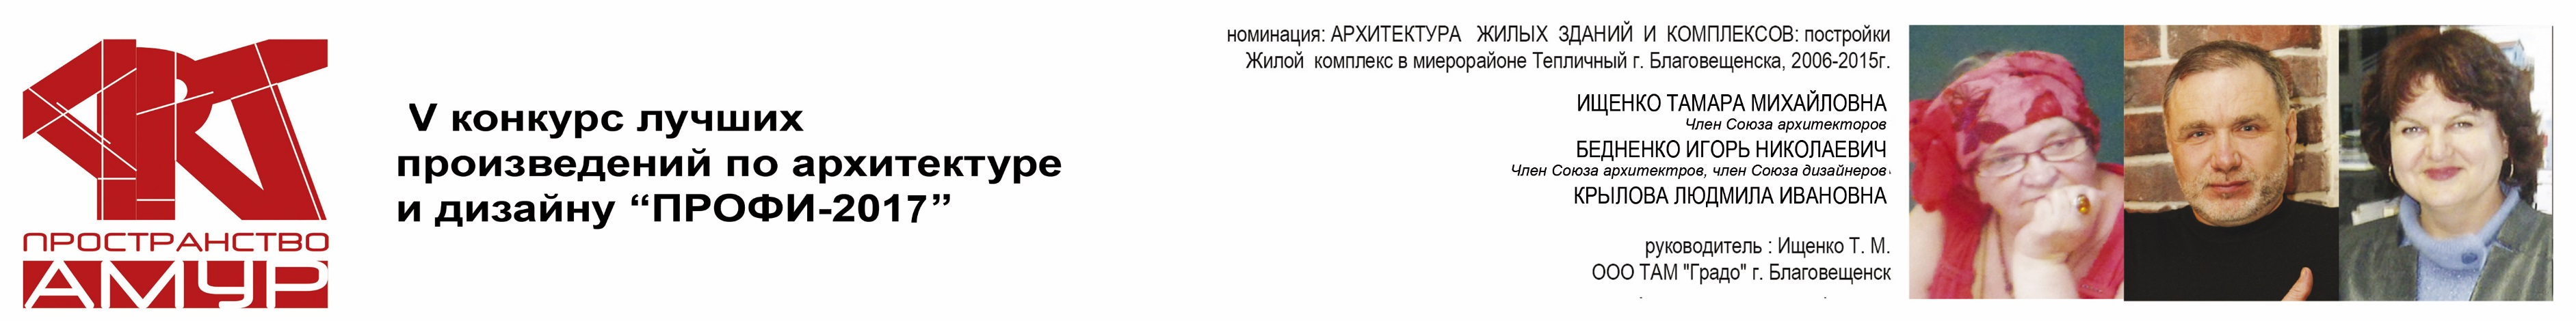 АРТ
ПРОСТРАНСТВО
АМУР
V конкурс лучших
произведений по архитектуре
и дизайну “ПРОФИ-2017”
номинация: АРХИТЕКТУРА ЖИЛЫХ ЗДАНИЙ И КОМПЛЕКСОВ: постройки
Жилой комплекс в миерорайоне Тепличный г. Благовещенска, 2006-2015г.
ИЩЕНКО ТАМАРА МИХАЙЛОВНА
Член Союза архитекторов
БЕДНЕНКО ИГОРЬ НИКОЛАЕВИЧ
Член Союза архитектров, член Союза дизайнеров
КРЫЛОВА ЛЮДМИЛА ИВАНОВНА
руководитель : Ищенко Т. М.
ООО ТАМ "Градо" г. Благовещенск